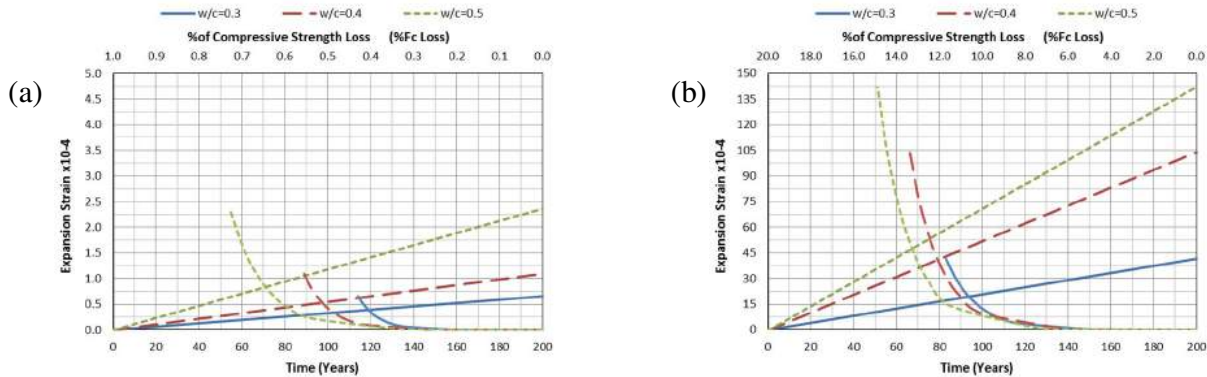 (a)
w/c=0.3 w/c=0.4 w/c=0.5
%of Compressive Strength Loss (%Fc Loss)
1.0 0.9 0.8 0.7 0.6 0.5 0.4 0.3 0.2 0.1 0.0
Expansion Strain x10-4
5.0
4.5
4.0
3.5
3.0
2.5
2.0
1.5
1.0
0.5
0.0
0 20 40 60 80 100 120 140 160 180 200
Time (Years)
(b)
w/c=0.3 w/c=0.4 w/c=0.5
%of Compressive Strength Loss (%Fc Loss)
20.0 18.0 16.0 14.0 12.0 10.0 8.0 6.0 4.0 2.0 0.0
Expansion Strain x10-4
150
135
120
105
90
75
60
45
30
15
0
0 20 40 60 80 100 120 140 160 180 200
Time (Years)